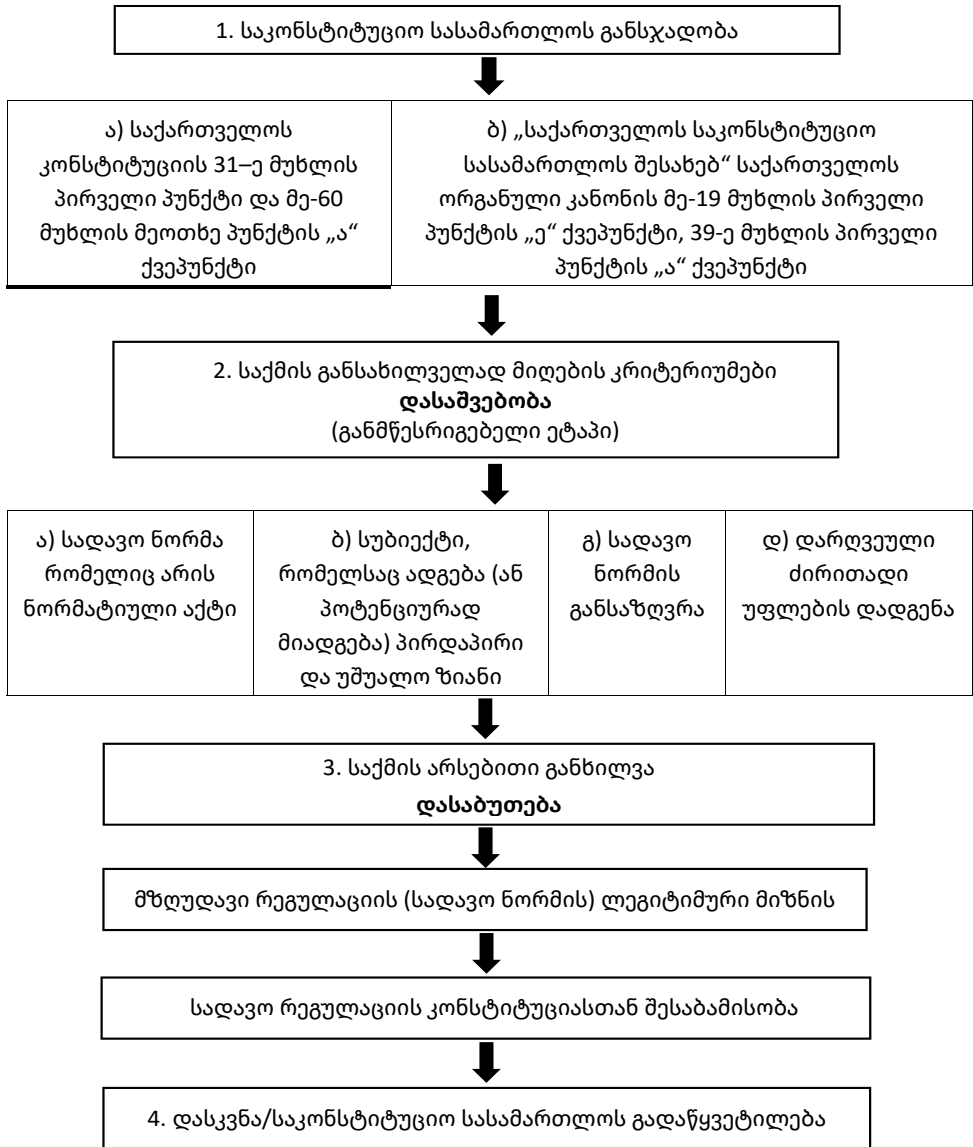 1. საკონსტიტუციო სასამართლოს განსჯადობა
ა) საქართველოს
კონსტიტუციის 31–ე მუხლის
პირველი პუნქტი და მე-60
მუხლის მეოთხე პუნქტის „ა“
ქვეპუნქტი
ბ) „საქართველოს საკონსტიტუციო
სასამართლოს შესახებ“ საქართველოს
ორგანული კანონის მე-19 მუხლის პირველი
პუნქტის „ე“ ქვეპუნქტი, 39-ე მუხლის პირველი
პუნქტის „ა“ ქვეპუნქტი
2. საქმის განსახილველად მიღების კრიტერიუმები
დასაშვებობა
(განმწესრიგებელი ეტაპი)
ა) სადავო ნორმა
რომელიც არის
ნორმატიული აქტი
ბ) სუბიექტი,
რომელსაც ადგება (ან
პოტენციურად
მიადგება) პირდაპირი
და უშუალო ზიანი
გ) სადავო
ნორმის
განსაზღვრა
დ) დარღვეული
ძირითადი
უფლების დადგენა
3. საქმის არსებითი განხილვა
დასაბუთება
მზღუდავი რეგულაციის (სადავო ნორმის) ლეგიტიმური მიზნის
სადავო რეგულაციის კონსტიტუციასთან შესაბამისობა
4. დასკვნა/საკონსტიტუციო სასამართლოს გადაწყვეტილება